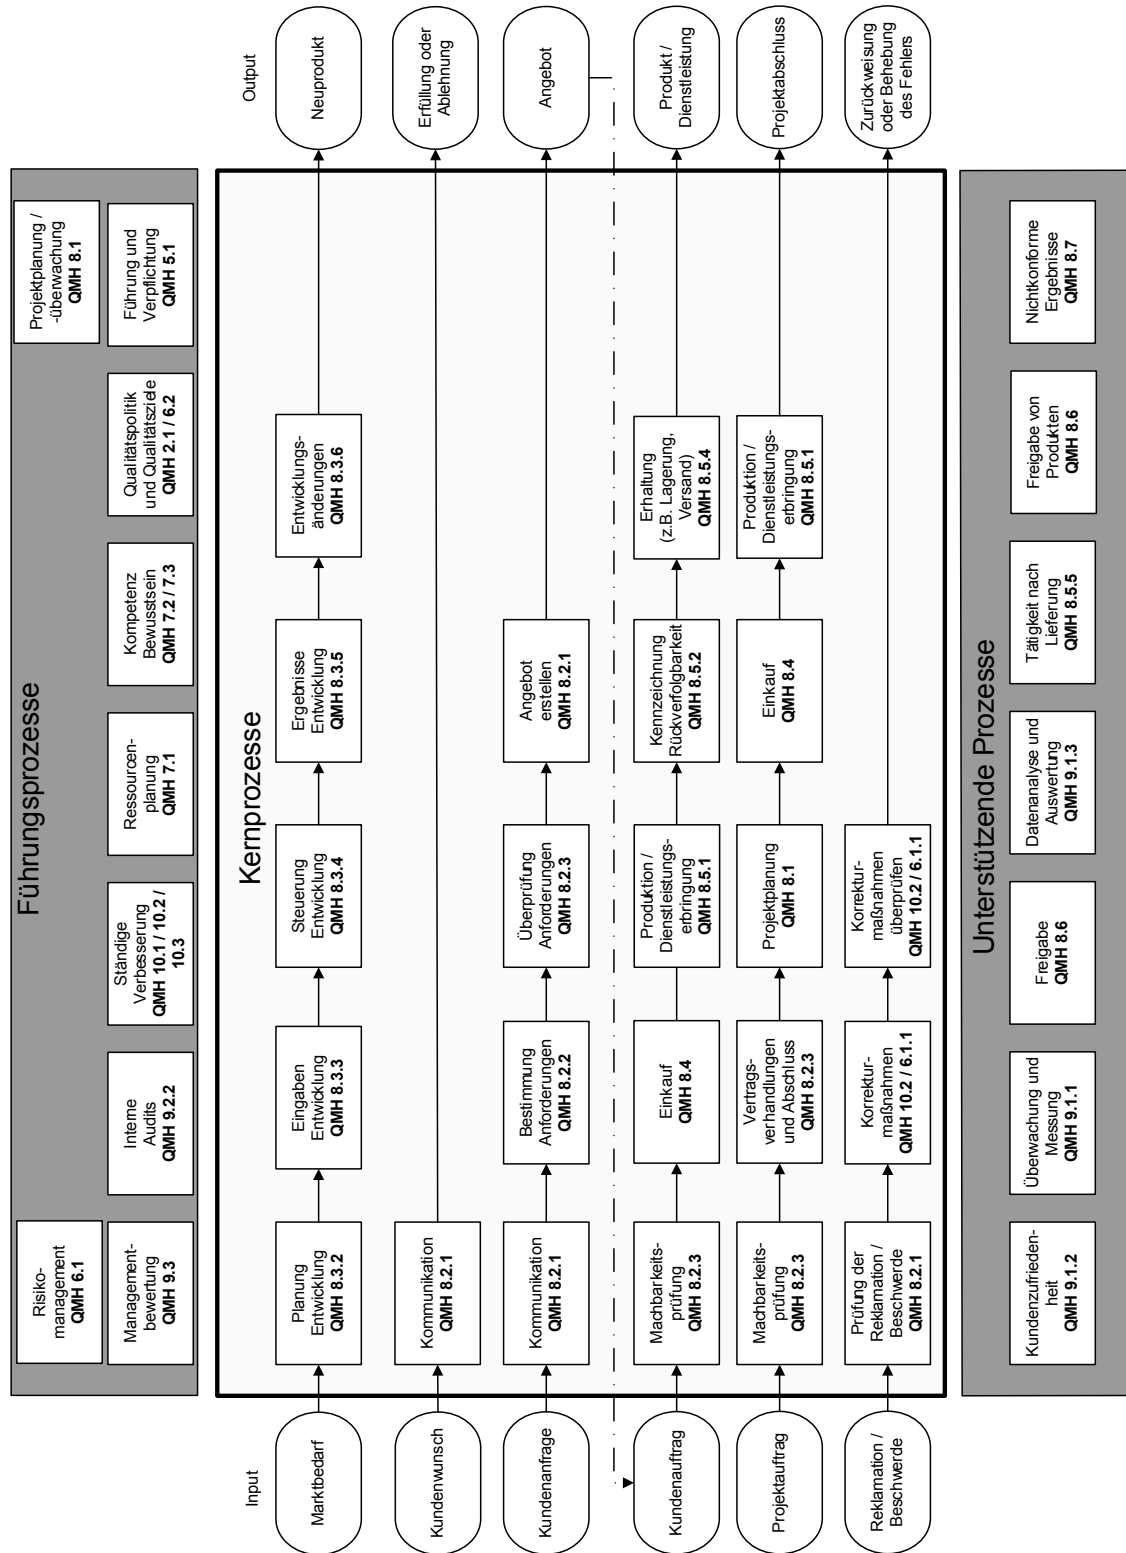 Führungsprozesse
Risiko-
management
QMH 6.1
Projektplanung /
-überwachung
QMH 8.1
Management-
bewertung
QMH 9.3
Interne
Audits
QMH 9.2.2
Ständige
Verbesserung
QMH 10.1 / 10.2 /
10.3
Ressourcen-
planung
QMH 7.1
Kompetenz
Bewusstsein
QMH 7.2 / 7.3
Qualitätspolitik
und Qualitätsziele
QMH 2.1 / 6.2
Führung und
Verpflichtung
QMH 5.1
Input
Kernprozesse
Output
Marktbedarf
Planung
Entwicklung
QMH 8.3.2
Eingaben
Entwicklung
QMH 8.3.3
Steuerung
Entwicklung
QMH 8.3.4
Ergebnisse
Entwicklung
QMH 8.3.5
Entwicklungs-
änderungen
QMH 8.3.6
Neuprodukt
Kundenwunsch
Kommunikation
QMH 8.2.1
Erfüllung oder
Ablehnung
Kundenanfrage
Kommunikation
QMH 8.2.1
Bestimmung
Anforderungen
QMH 8.2.2
Überprüfung
Anforderungen
QMH 8.2.3
Angebot
erstellen
QMH 8.2.1
Angebot
Kundenauftrag
Machbarkeits-
prüfung
QMH 8.2.3
Einkauf
QMH 8.4
Produktion /
Dienstleistungs-
erbringung
QMH 8.5.1
Kennzeichnung
Rückverfolgbarkeit
QMH 8.5.2
Erhaltung
(z.B. Lagerung,
Versand)
QMH 8.5.4
Produkt /
Dienstleistung
Projektauftrag
Machbarkeits-
prüfung
QMH 8.2.3
Vertrags-
verhandlungen
und Abschluss
QMH 8.2.3
Projektplanung
QMH 8.1
Einkauf
QMH 8.4
Produktion /
Dienstleistungs-
erbringung
QMH 8.5.1
Projektabschluss
Reklamation /
Beschwerde
Prüfung der
Reklamation /
Beschwerde
QMH 8.2.1
Korrektur-
maßnahmen
QMH 10.2 / 6.1.1
Korrektur-
maßnahmen
überprüfen
QMH 10.2 / 6.1.1
Zurückweisung
oder Behebung
des Fehlers
Unterstützende Prozesse
Kundenzufrieden-
heit
QMH 9.1.2
Überwachung und
Messung
QMH 9.1.1
Freigabe
QMH 8.6
Datenanalyse und
Auswertung
QMH 9.1.3
Tätigkeit nach
Lieferung
QMH 8.5.5
Freigabe von
Produkten
QMH 8.6
Nichtkonforme
Ergebnisse
QMH 8.7